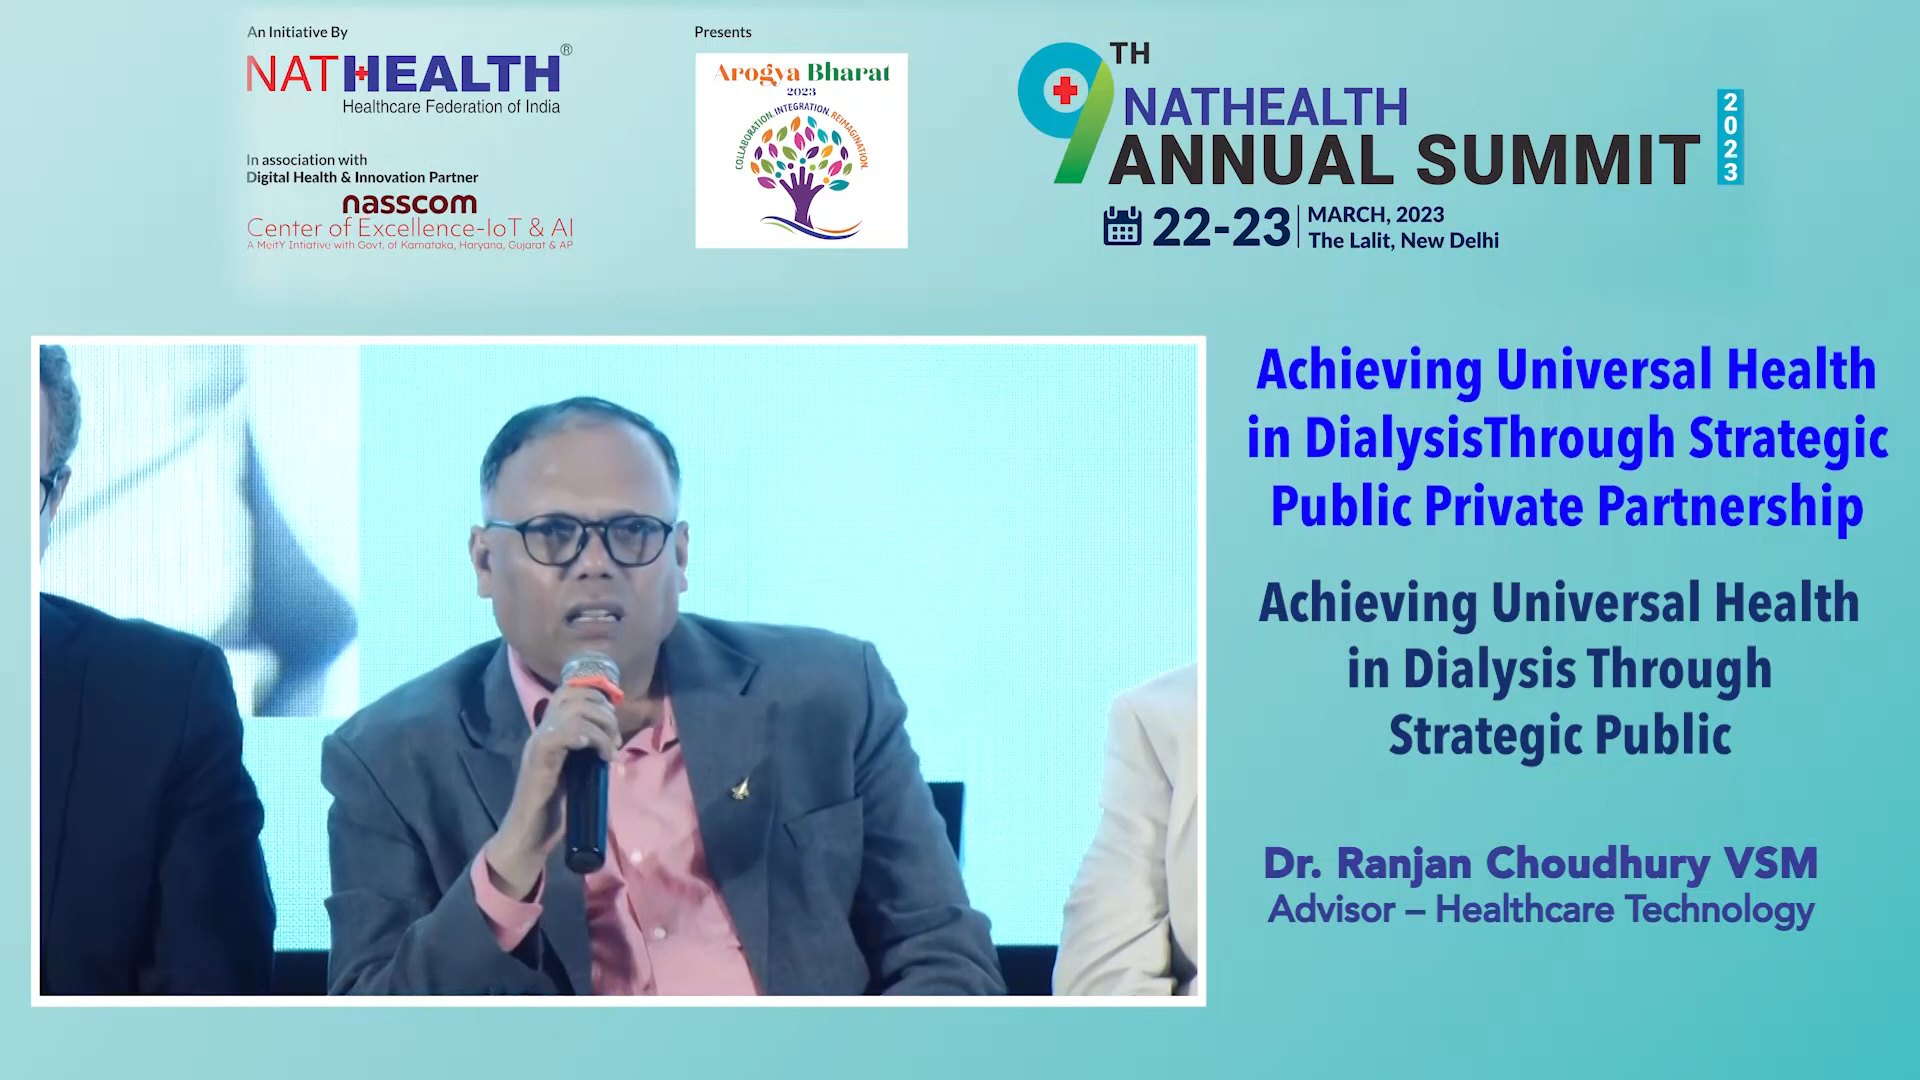 An Initiative By
NATHEALTH®
Healthcare Federation of India
In association with
Digital Health & Innovation Partner
nasscom
Center of Excellence-IoT & AI
A MeitY Intiative with Govt. of Karnataka, Haryana, Gujarat & AP
Presents
Arogya Bharat
2023
COLLABORATION. INTEGRATION. REIMAGINATION.
9TH
NATHEALTH
ANNUAL SUMMIT
2023
22-23
MARCH, 2023
The Lalit, New Delhi
Achieving Universal Health
in DialysisThrough Strategic
Public Private Partnership
Achieving Universal Health
in Dialysis Through
Strategic Public
Dr. Ranjan Choudhury VSM
Advisor – Healthcare Technology